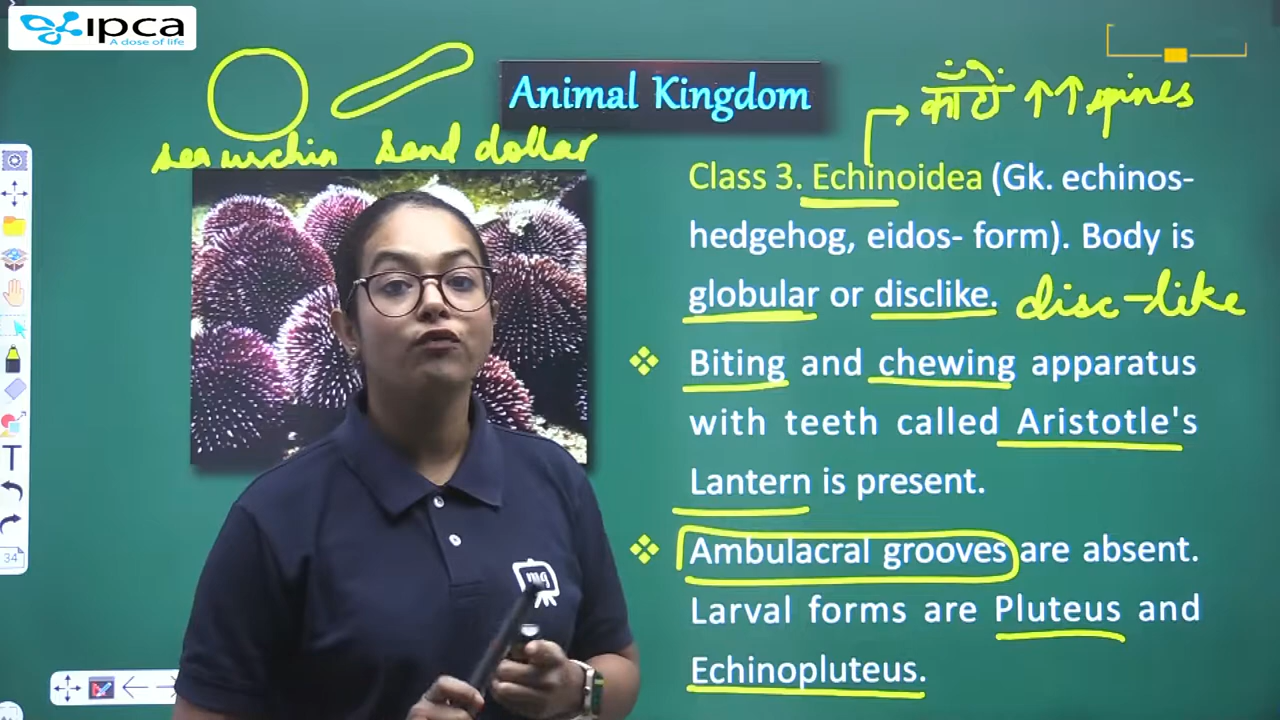 ipca
A dose of life
Animal Kingdom
काँटें ↑↑ spines
sea urchin sand dollar
Class 3. Echinoidea (Gk. echinos-
hedgehog, eidos- form). Body is
globular or disclike. disc-like
❖ Biting and chewing apparatus
with teeth called Aristotle's
Lantern is present.
❖ Ambulacral grooves are absent.
Larval forms are Pluteus and
Echinopluteus.
mg
T
34